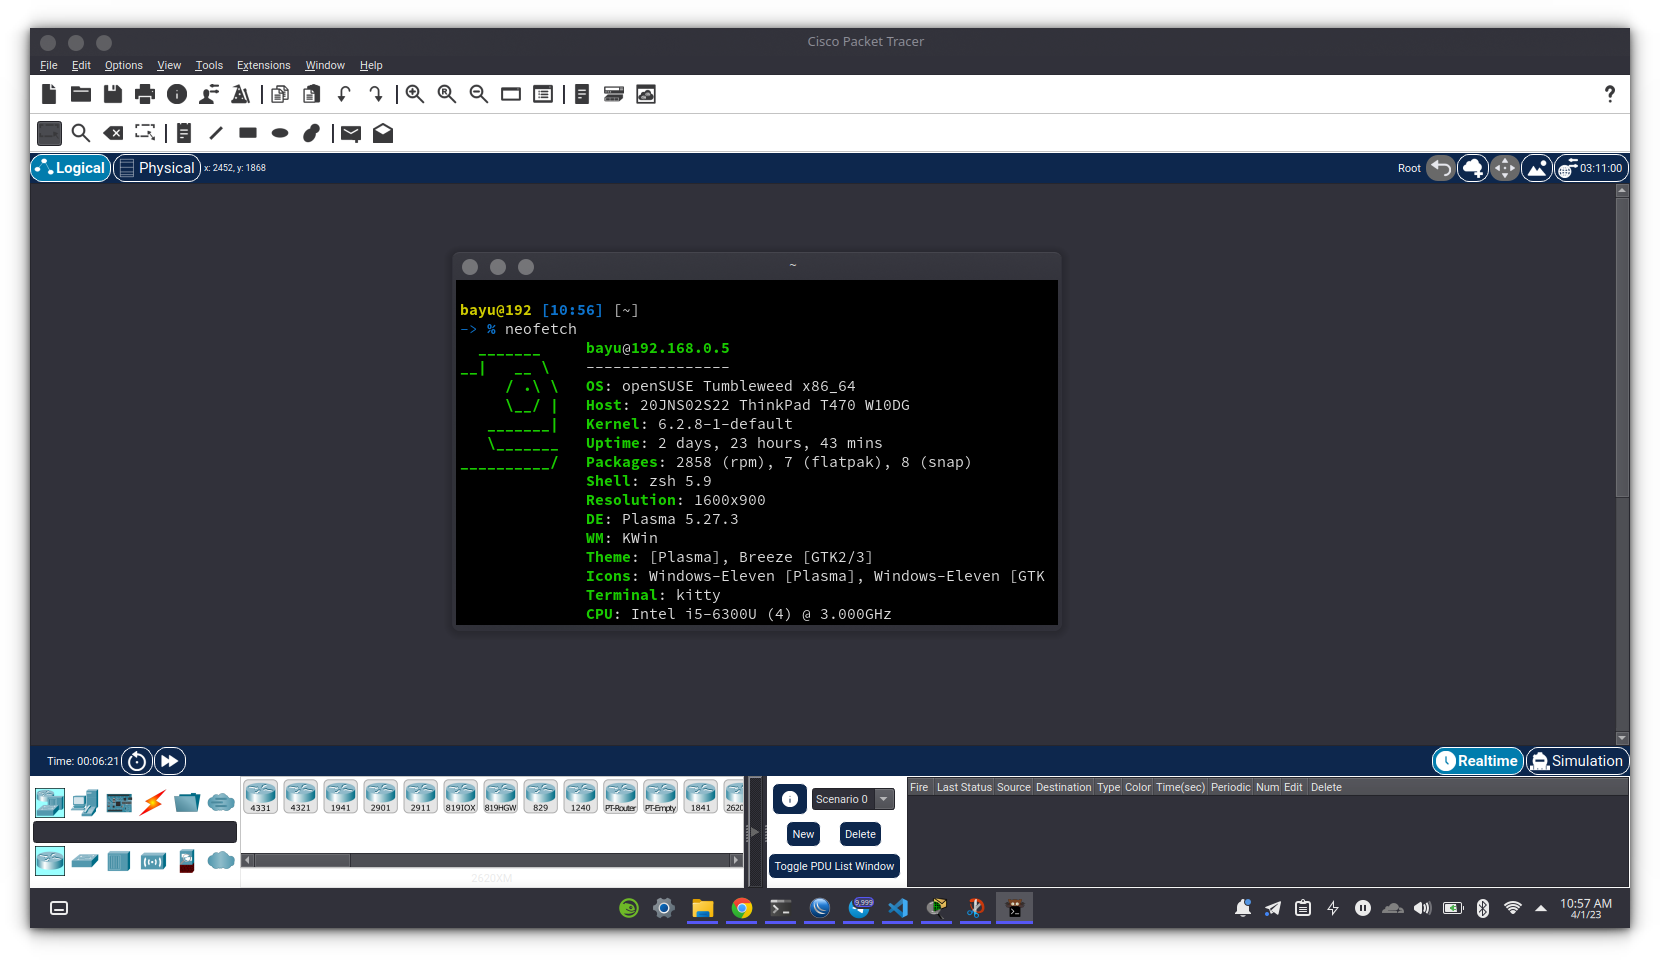 Cisco Packet Tracer
File Edit Options View Tools Extensions Window Help
?
Logical Physical x: 2452, y: 1868 Root 03:11:00
~
bayu@192 [10:56] [~]
-> % neofetch
bayu@192.168.0.5
----------------
OS: openSUSE Tumbleweed x86_64
Host: 20JNS02S22 ThinkPad T470 W10DG
Kernel: 6.2.8-1-default
Uptime: 2 days, 23 hours, 43 mins
Packages: 2858 (rpm), 7 (flatpak), 8 (snap)
Shell: zsh 5.9
Resolution: 1600x900
DE: Plasma 5.27.3
WM: KWin
Theme: [Plasma], Breeze [GTK2/3]
Icons: Windows-Eleven [Plasma], Windows-Eleven [GTK
Terminal: kitty
CPU: Intel i5-6300U (4) @ 3.000GHz
Time: 00:06:21 Realtime Simulation
4331 4321 1941 2901 2911 819IOX 819HGW 829 1240 PT-Router PT-Empty 1841 2620
2620XM
Scenario 0
New Delete
Toggle PDU List Window
Fire Last Status Source Destination Type Color Time(sec) Periodic Num Edit Delete
9,999
10:57 AM
4/1/23